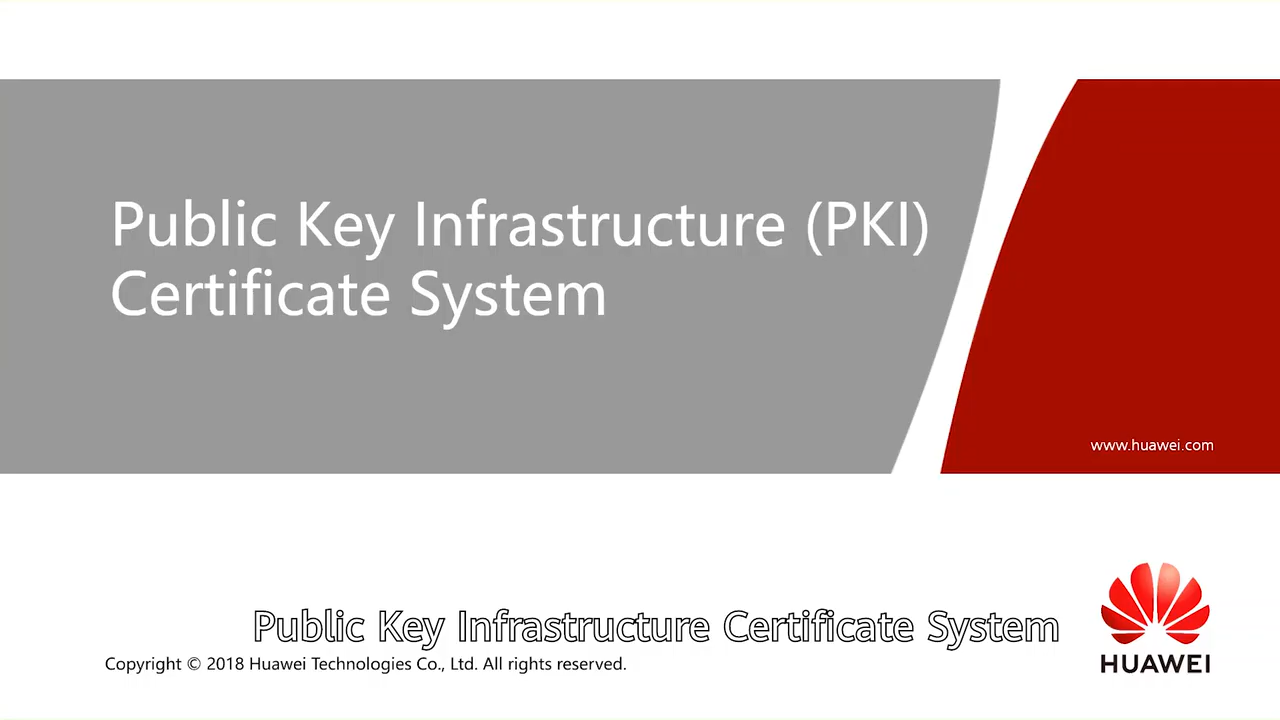 Public Key Infrastructure (PKI)
Certificate System
www.huawei.com
Public Key Infrastructure Certificate System
Copyright © 2018 Huawei Technologies Co., Ltd. All rights reserved.
HUAWEI